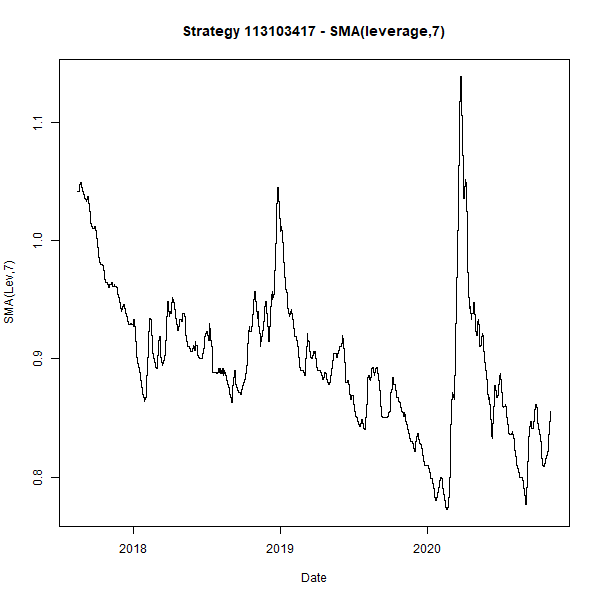 Strategy 113103417 - SMA(leverage,7)
SMA(Lev,7)
1.1
1.0
0.9
0.8
2018 2019 2020
Date